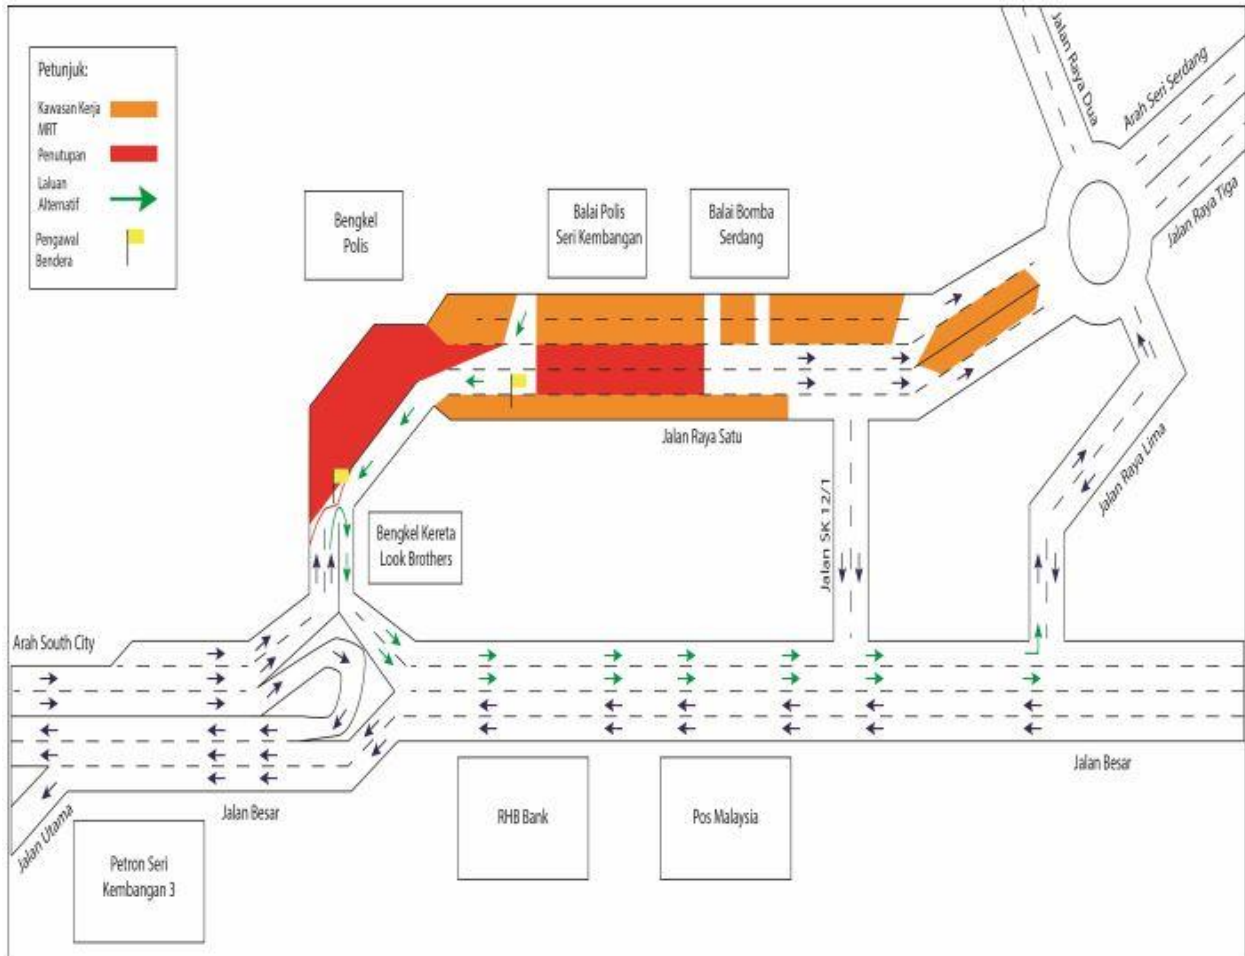 Petunjuk:
Kawasan Kerja
MRT
Penutupan
Laluan
Alternatif
Pengawal
Bendera
Bengkel
Polis
Balai Polis
Seri Kembangan
Balai Bomba
Serdang
Jalan Raya Dua
Arah Seri Serdang
Jalan Raya Tiga
Jalan Raya Satu
Jalan SK 12/1
Jalan Raya Lima
Bengkel Kereta
Look Brothers
Arah South City
Jalan Besar
Jalan Besar
Jalan Utama
RHB Bank
Pos Malaysia
Petron Seri
Kembangan 3